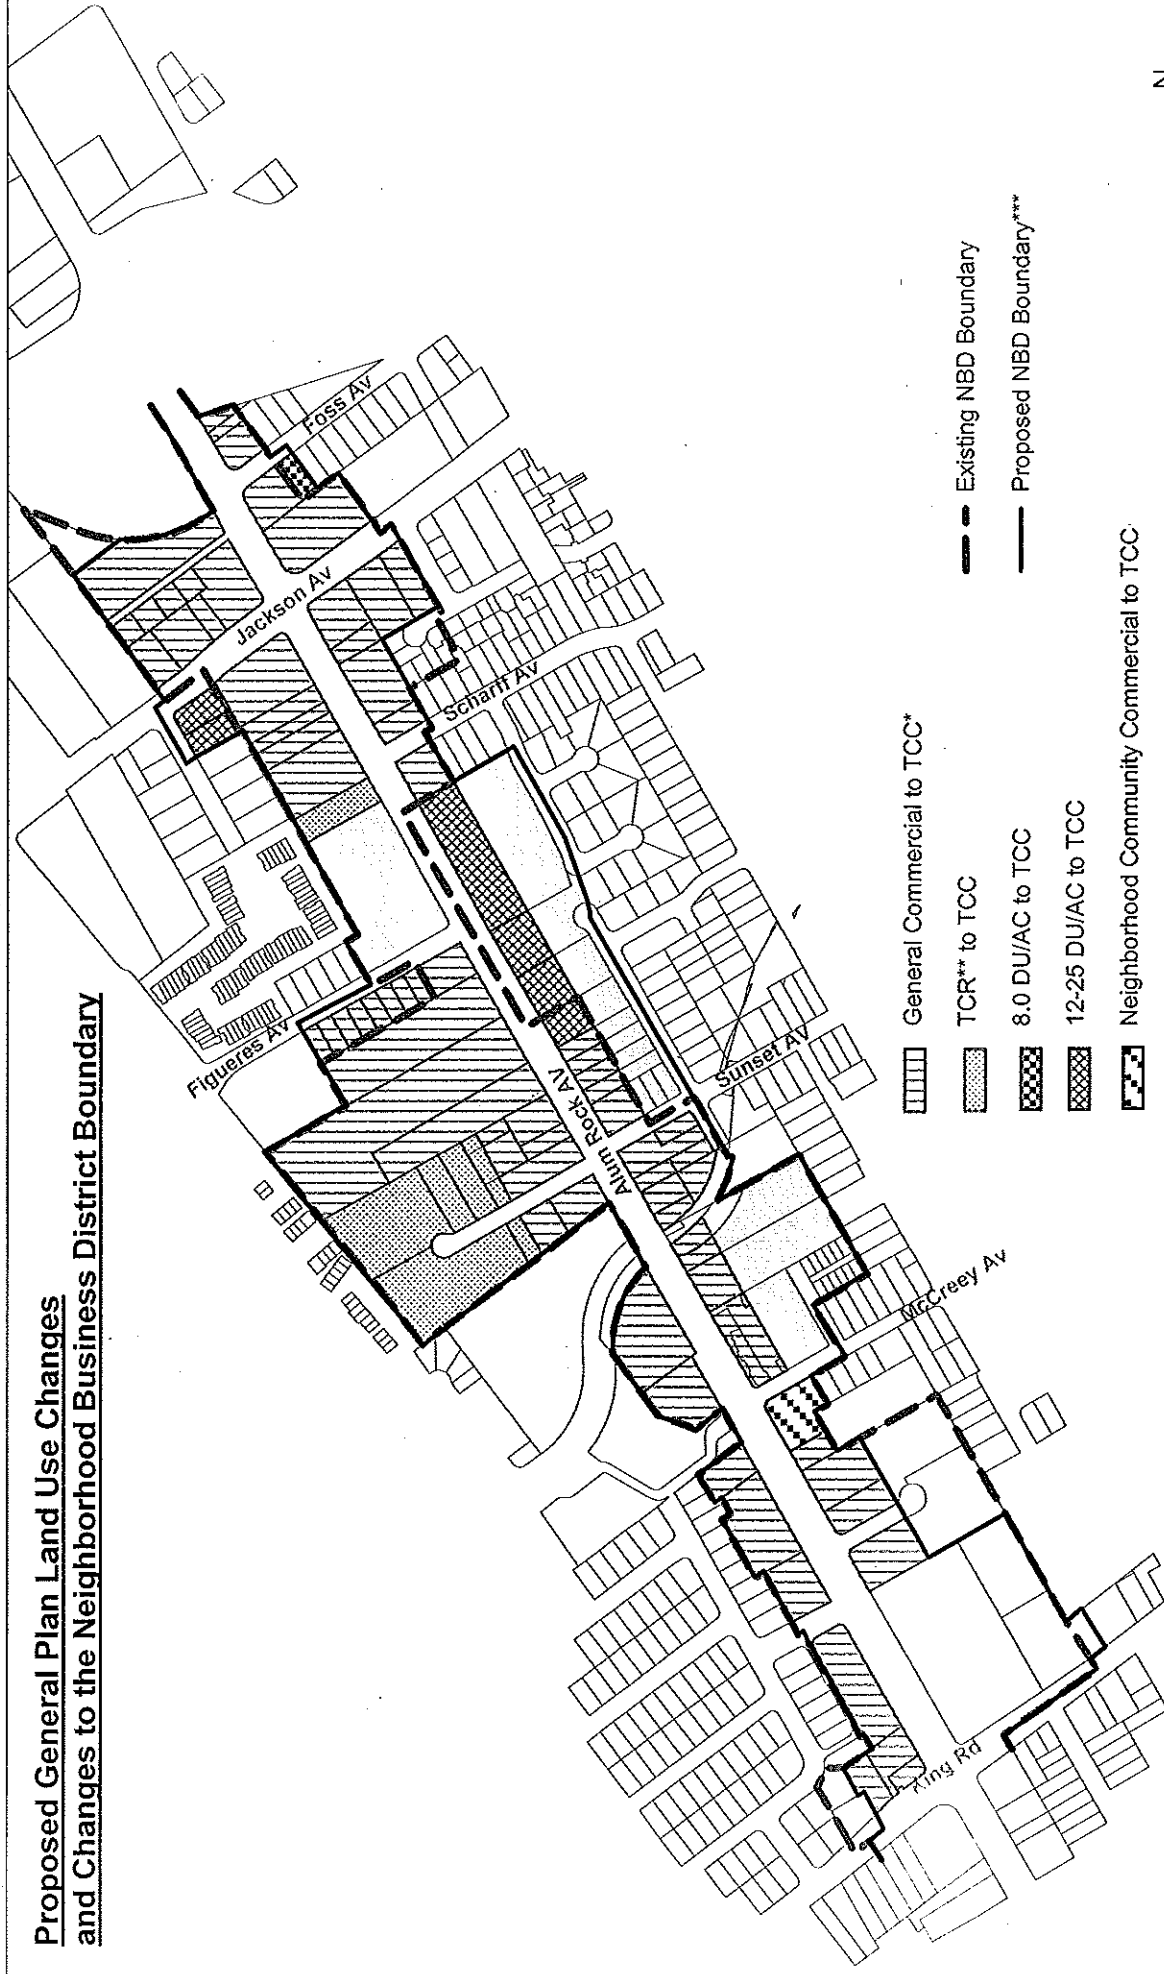 Proposed General Plan Land Use Changes
and Changes to the Neighborhood Business District Boundary
Foss Av
Jackson Av
Scharff Av
Figueres Av
Alum Rock AV
Sunset AV
McCreey Av
King Rd
General Commercial to TCC*
TCR** to TCC
8.0 DU/AC to TCC
12-25 DU/AC to TCC
Neighborhood Community Commercial to TCC
Existing NBD Boundary
Proposed NBD Boundary***
N